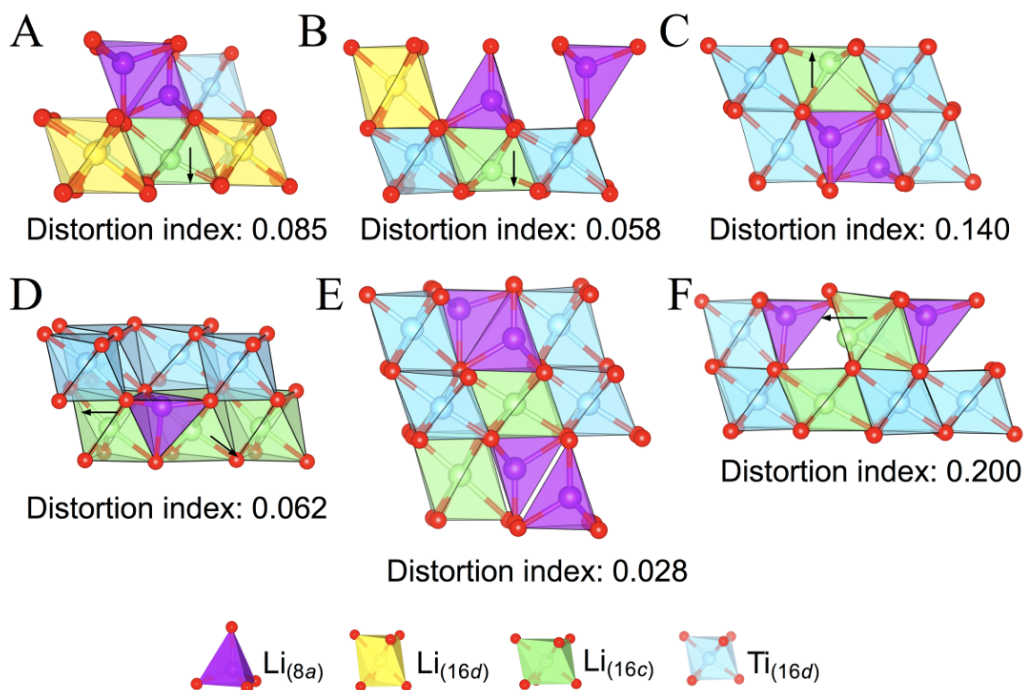 A B C
Distortion index: 0.085 Distortion index: 0.058 Distortion index: 0.140
D E F
Distortion index: 0.062 Distortion index: 0.200
Distortion index: 0.028
Li(8a) Li(16d) Li(16c) Ti(16d)